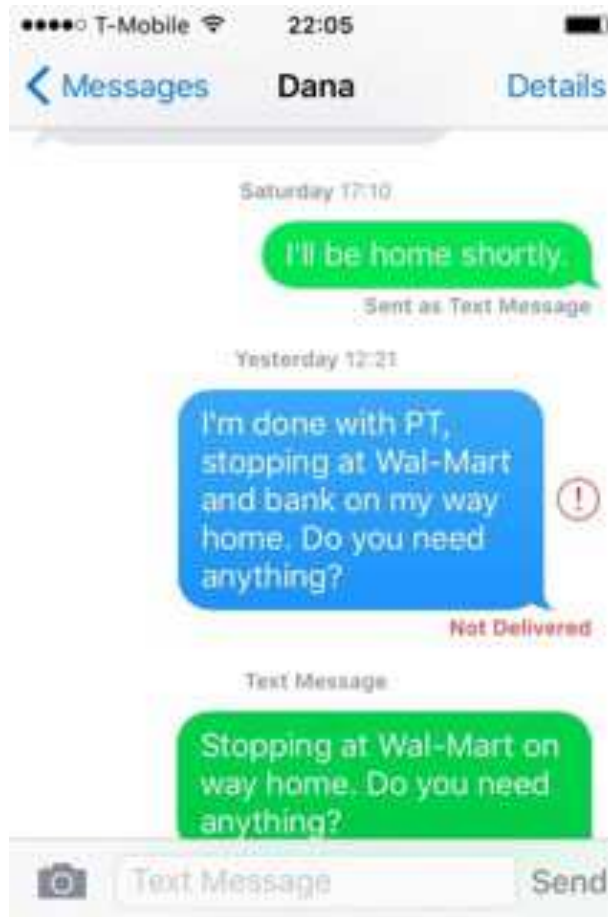 T-Mobile 22:05
Messages Dana Details
Saturday 17:10
I'll be home shortly.
Sent as Text Message
Yesterday 12:21
I'm done with PT,
stopping at Wal-Mart
and bank on my way
home. Do you need
anything?
!
Not Delivered
Text Message
Stopping at Wal-Mart on
way home. Do you need
anything?
Text Message Send